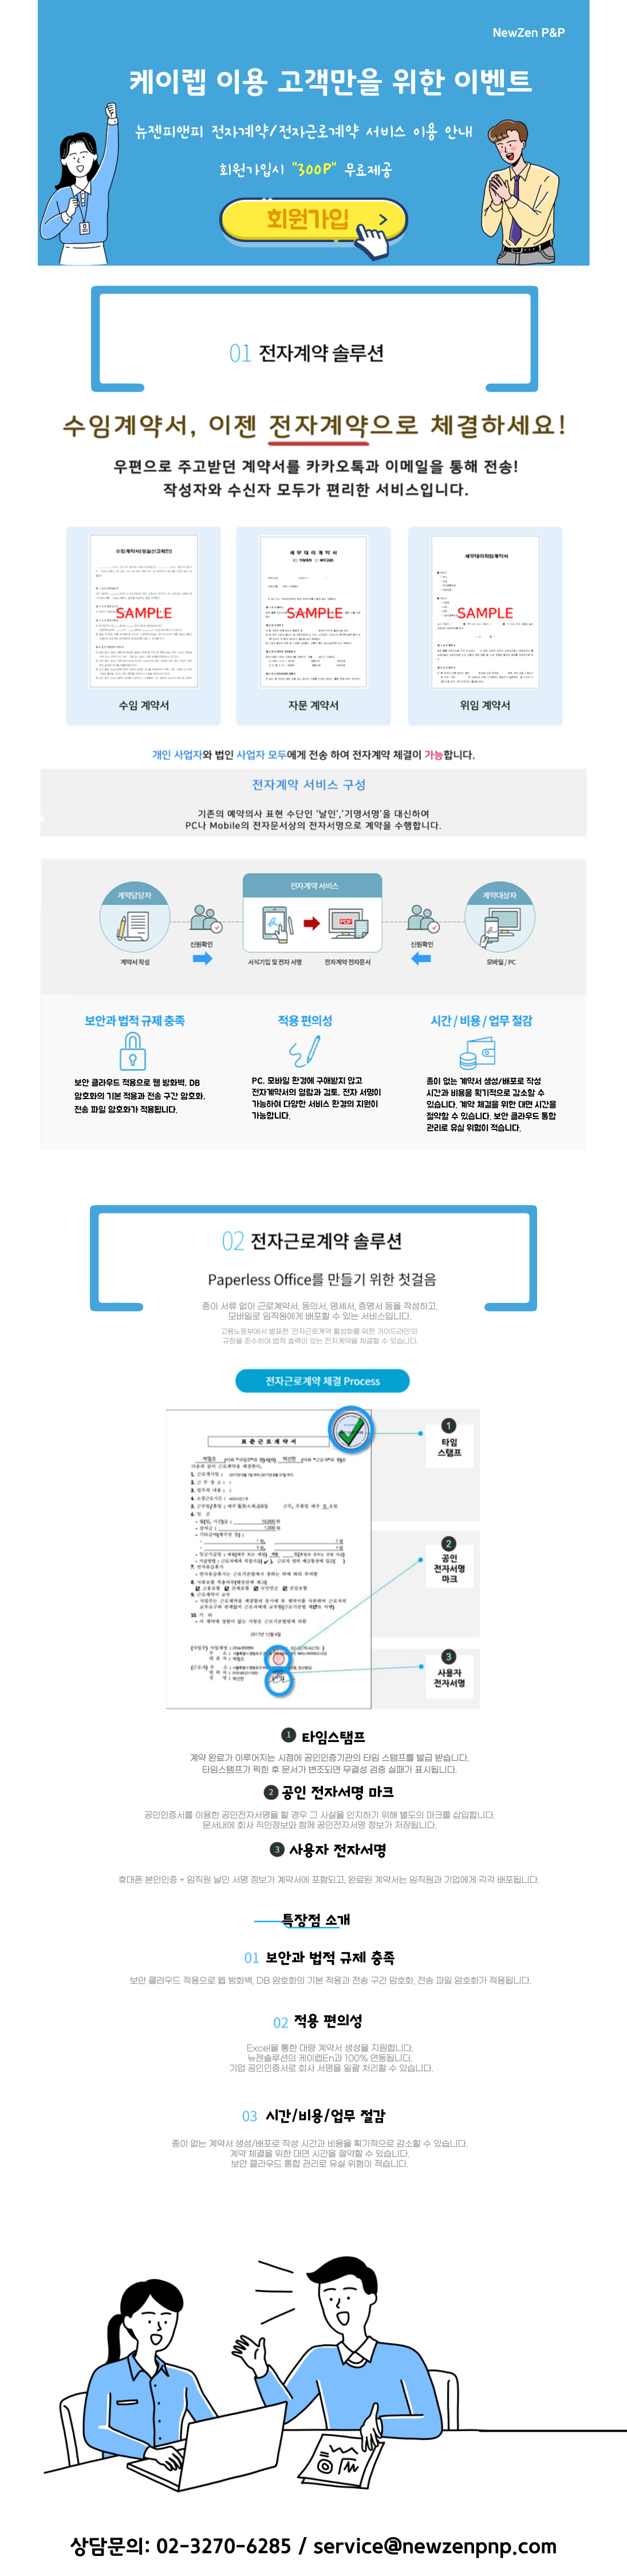 NewZen P&P
케이렙 이용 고객만을 위한 이벤트
뉴젠피앤피 전자계약/전자근로계약 서비스 이용 안내
회원가입시 "300P" 무료제공
회원가입
01 전자계약 솔루션
수임계약서, 이젠 전자계약으로 체결하세요!
우편으로 주고받던 계약서를 카카오톡과 이메일을 통해 전송!
작성자와 수신자 모두가 편리한 서비스입니다.
수임계약서(성실신고확인)
세무대리계약서
세무대리위임계약서
SAMPLE
SAMPLE
SAMPLE
수임 계약서
자문 계약서
위임 계약서
개인 사업자와 법인 사업자 모두에게 전송 하여 전자계약 체결이 가능합니다.
전자계약 서비스 구성
기존의 예약의사 표현 수단인 '날인','기명서명'을 대신하여
PC나 Mobile의 전자문서상의 전자서명으로 계약을 수행합니다.
계약담당자
전자계약 서비스
계약대상자
PDF
신원확인
신원확인
계약서 작성
서식기입 및 전자 서명
전자계약 전자문서
모바일 / PC
보안과 법적 규제 충족
보안 클라우드 적용으로 웹 방화벽, DB
암호화의 기본 적용과 전송 구간 암호화,
전송 파일 암호화가 적용됩니다.
적용 편의성
PC, 모바일 환경에 구애받지 않고
전자계약서의 열람과 검토, 전자 서명이
가능하여 다양한 서비스 환경의 지원이
가능합니다.
시간 / 비용 / 업무 절감
종이 없는 계약서 생성/배포로 작성
시간과 비용을 획기적으로 감소할 수
있습니다. 계약 체결을 위한 대면 시간을
절약할 수 있습니다. 보안 클라우드 통합
관리로 유실 위험이 적습니다.
02 전자근로계약 솔루션
Paperless Office를 만들기 위한 첫걸음
종이 서류 없이 근로계약서, 동의서, 명세서, 증명서 등을 작성하고,
모바일로 임직원에게 배포할 수 있는 서비스입니다.
고용노동부에서 발표한 '전자근로계약 활성화를 위한 가이드라인'의
규정을 준수하여 법적 효력이 있는 전자계약을 체결할 수 있습니다.
전자근로계약 체결 Process
표준근로계약서
1
타임
스탬프
2
공인
전자서명
마크
3
사용자
전자서명
1 타임스탬프
계약 완료가 이루어지는 시점에 공인인증기관의 타임 스탬프를 발급 받습니다.
타임스탬프가 찍힌 후 문서가 변조되면 무결성 검증 실패가 표시됩니다.
2 공인 전자서명 마크
공인인증서를 이용한 공인전자서명을 할 경우 그 사실을 인지하기 위해 별도의 마크를 삽입합니다.
문서내에 회사 직인정보와 함께 공인전자서명 정보가 저장됩니다.
3 사용자 전자서명
휴대폰 본인인증 + 임직원 날인 서명 정보가 계약서에 포함되고, 완료된 계약서는 임직원과 기업에게 각각 배포됩니다.
특장점 소개
01 보안과 법적 규제 충족
보안 클라우드 적용으로 웹 방화벽, DB 암호화의 기본 적용과 전송 구간 암호화, 전송 파일 암호화가 적용됩니다.
02 적용 편의성
Excel을 통한 대량 계약서 생성을 지원합니다.
뉴젠솔루션의 케이렙En과 100% 연동됩니다.
기업 공인인증서로 회사 서명을 일괄 처리할 수 있습니다.
03 시간/비용/업무 절감
종이 없는 계약서 생성/배포로 작성 시간과 비용을 획기적으로 감소할 수 있습니다.
계약 체결을 위한 대면 시간을 절약할 수 있습니다.
보안 클라우드 통합 관리로 유실 위험이 적습니다.
상담문의: 02-3270-6285 / service@newzenpnp.com